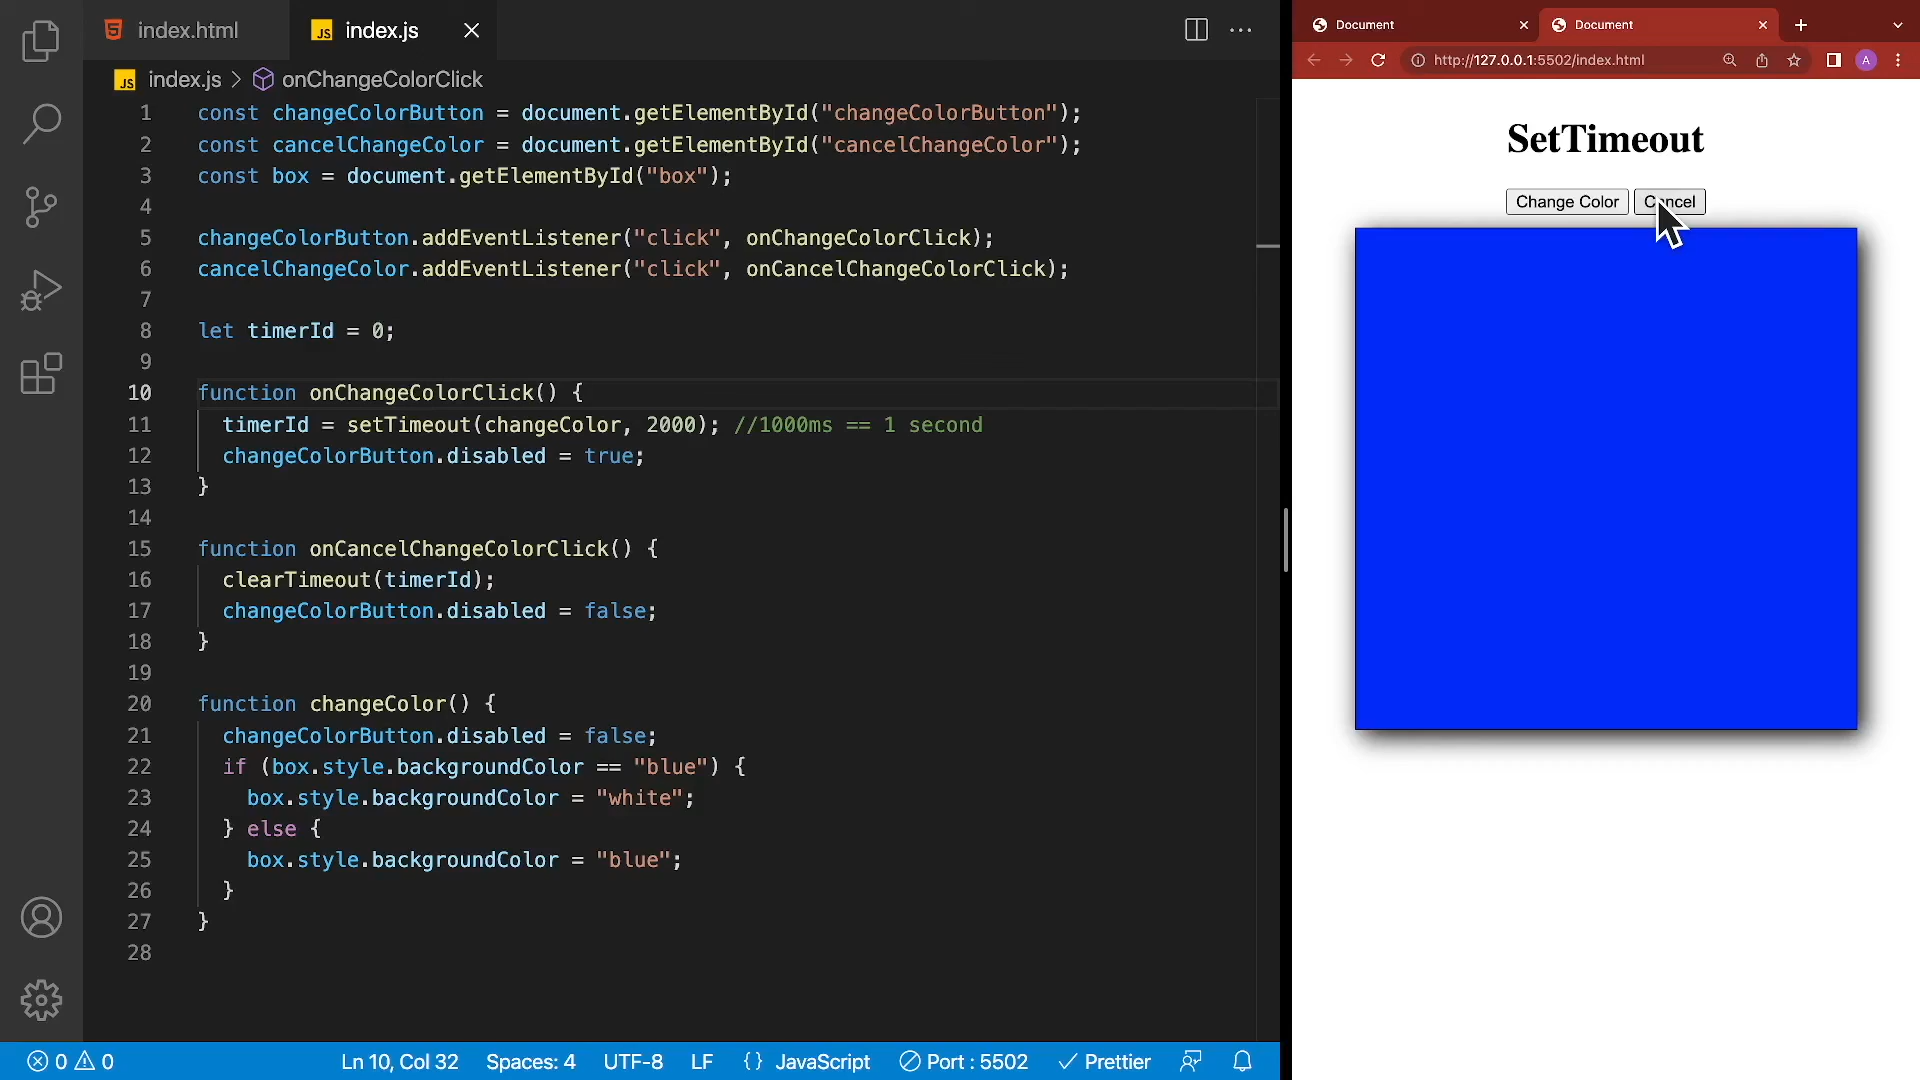 index.html
JS index.js
JS index.js > onChangeColorClick
1 const changeColorButton = document.getElementById("changeColorButton");
2 const cancelChangeColor = document.getElementById("cancelChangeColor");
3 const box = document.getElementById("box");
4
5 changeColorButton.addEventListener("click", onChangeColorClick);
6 cancelChangeColor.addEventListener("click", onCancelChangeColorClick);
7
8 let timerId = 0;
9
10 function onChangeColorClick() {
11 timerId = setTimeout(changeColor, 2000); //1000ms == 1 second
12 changeColorButton.disabled = true;
13 }
14
15 function onCancelChangeColorClick() {
16 clearTimeout(timerId);
17 changeColorButton.disabled = false;
18 }
19
20 function changeColor() {
21 changeColorButton.disabled = false;
22 if (box.style.backgroundColor == "blue") {
23 box.style.backgroundColor = "white";
24 } else {
25 box.style.backgroundColor = "blue";
26 }
27 }
28
0 0 Ln 10, Col 32 Spaces: 4 UTF-8 LF {} JavaScript Port : 5502 Prettier
Document Document
http://127.0.0.1:5502/index.html A
SetTimeout
Change Color Cancel